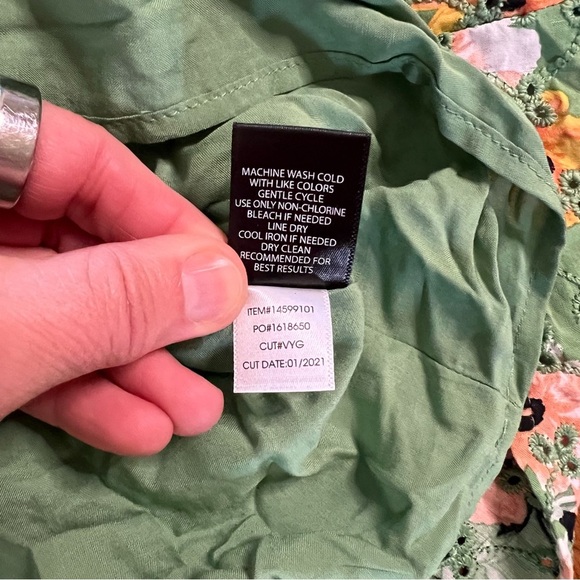 MACHINE WASH COLD
WITH LIKE COLORS
GENTLE CYCLE
USE ONLY NON-CHLORINE
BLEACH IF NEEDED
LINE DRY
COOL IRON IF NEEDED
DRY CLEAN
RECOMMENDED FOR
BEST RESULTS
ITEM#14599101
PO#1618650
CUT#VYG
CUT DATE:01/2021